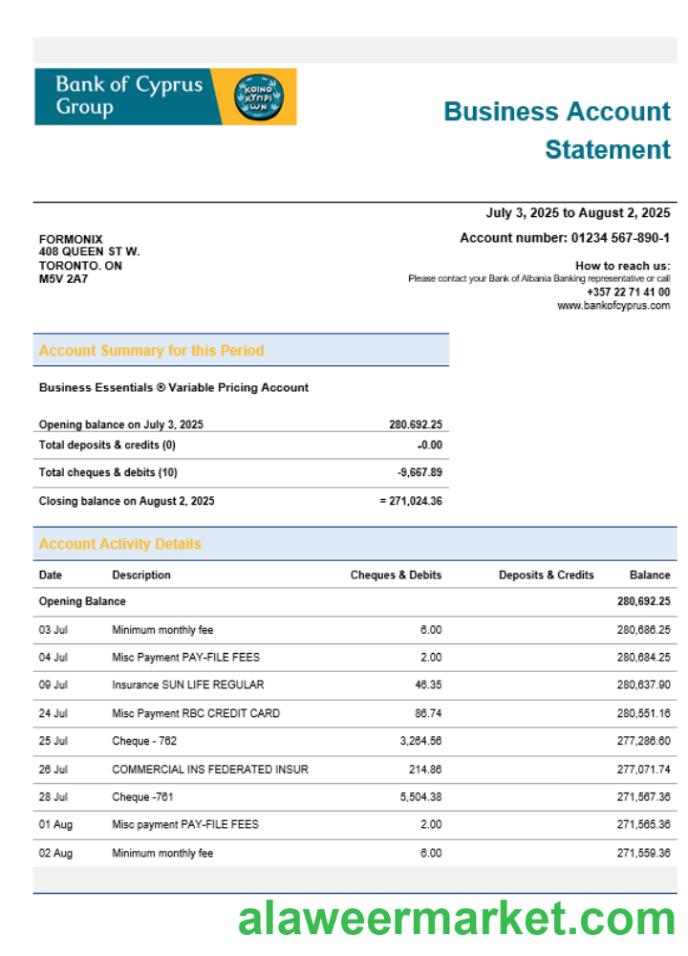 Bank of Cyprus
Group
ΚΟΙΝΟ
ΚΥΠΡΙ
ΩΝ
Business Account
Statement
July 3, 2025 to August 2, 2025
FORMONIX
408 QUEEN ST W.
TORONTO. ON
M5V 2A7
Account number: 01234 567-890-1
How to reach us:
Please contact your Bank of Albania Banking representative or call
+357 22 71 41 00
www.bankofcyprus.com
Account Summary for this Period
Business Essentials ® Variable Pricing Account
Opening balance on July 3, 2025 280.692.25
Total deposits & credits (0) -0.00
Total cheques & debits (10) -9,667.89
Closing balance on August 2, 2025 = 271,024.36
Account Activity Details
Date Description Cheques & Debits Deposits & Credits Balance
Opening Balance 280,692.25
03 Jul Minimum monthly fee 6.00 280,686.25
04 Jul Misc Payment PAY-FILE FEES 2.00 280,684.25
09 Jul Insurance SUN LIFE REGULAR 46.35 280,637.90
24 Jul Misc Payment RBC CREDIT CARD 86.74 280,551.16
25 Jul Cheque - 762 3,264.56 277,286.60
26 Jul COMMERCIAL INS FEDERATED INSUR 214.86 277,071.74
28 Jul Cheque -761 5,504.38 271,567.36
01 Aug Misc payment PAY-FILE FEES 2.00 271,565.36
02 Aug Minimum monthly fee 6.00 271,559.36
alaweermarket.com